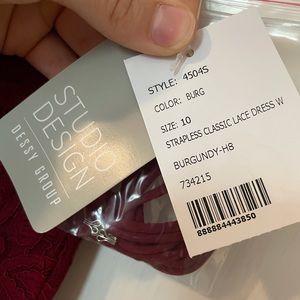 STUDIO
DESIGN
DESSY GROUP
STYLE: 4504S
COLOR: BURG
SIZE: 10
STRAPLESS CLASSIC LACE DRESS W
BURGUNDY-H8
734215
888884443850